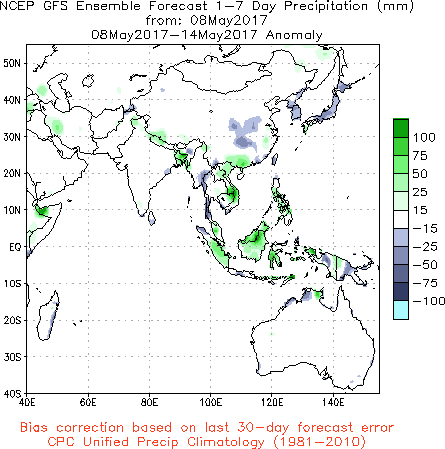 NCEP GFS Ensemble Forecast 1-7 Day Precipitation (mm)
from: 08May2017
08May2017-14May2017 Anomaly
50N
40N
30N
20N
10N
EQ
10S
20S
30S
40S
40E 60E 80E 100E 120E 140E
100
75
50
25
15
-15
-25
-50
-75
-100
Bias correction based on last 30-day forecast error
CPC Unified Precip Climatology (1981-2010)